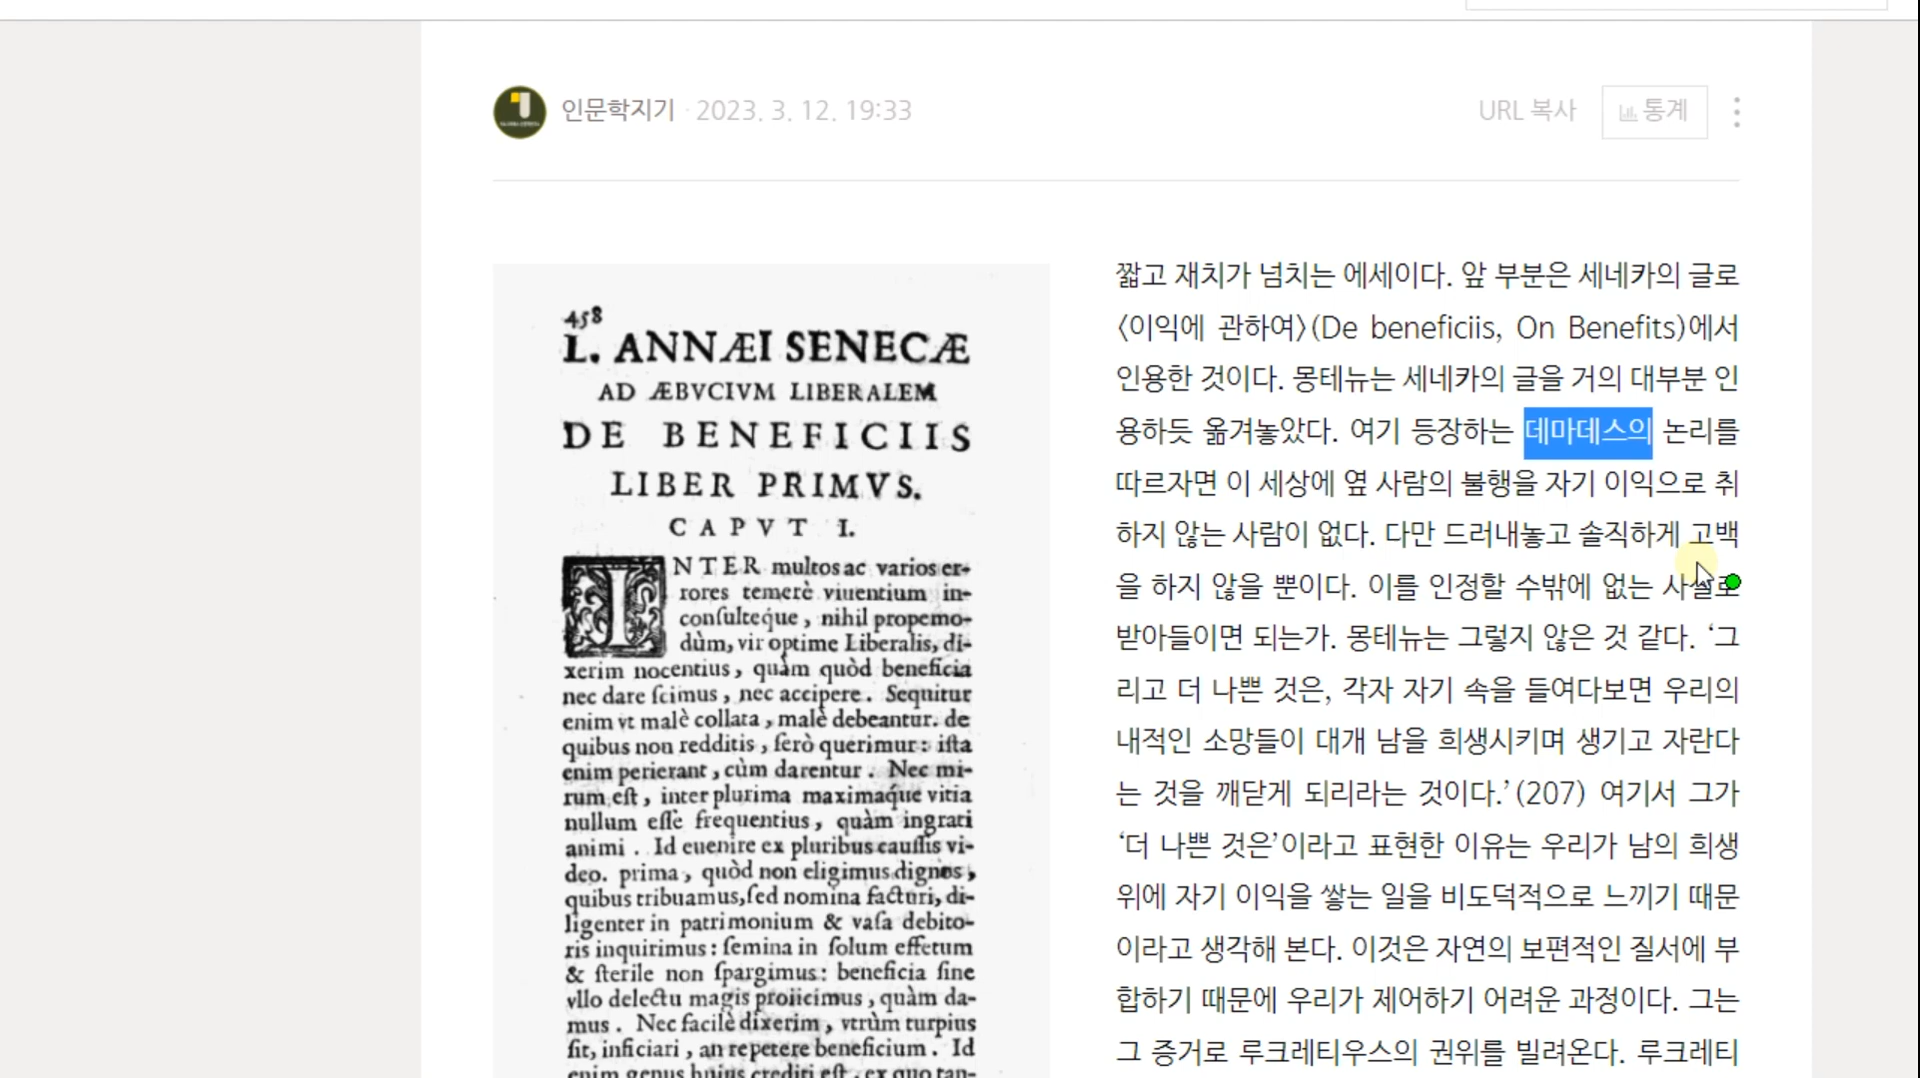 인문학지기 · 2023. 3. 12. 19:33
URL 복사
통계
458
L. ANNÆI SENECÆ
AD ÆBVCIVM LIBERALEM
DE BENEFICIIS
LIBER PRIMVS.
CAPVT I.
INTER multos ac varios er-
rores temerè viuentium in-
consulteque, nihil propemo-
dùm, vir optime Liberalis, di-
xerim nocentius, quàm quòd beneficia
nec dare scimus, nec accipere. Sequitur
enim vt malè collata, malè debeantur. de
quibus non redditis, serò querimur: ista
enim perierant, cùm darentur. Nec mi-
rum est, inter plurima maximaque vitia
nullum esse frequentius, quàm ingrati
animi. Id euenire ex pluribus caussis vi-
deo. prima, quòd non eligimus dignos,
quibus tribuamus, sed nomina facturi, di-
ligenter in patrimonium & vasa debito-
ris inquirimus: semina in solum effetum
& sterile non spargimus: beneficia sine
vllo delectu magis proiicimus, quàm da-
mus. Nec facilè dixerim, vtrùm turpius
sit, inficiari, an repetere beneficium. Id
enim genus huius crediti est, ex quo tan-
짧고 재치가 넘치는 에세이다. 앞 부분은 세네카의 글로
〈이익에 관하여〉(De beneficiis, On Benefits)에서
인용한 것이다. 몽테뉴는 세네카의 글을 거의 대부분 인
용하듯 옮겨놓았다. 여기 등장하는 데마데스의 논리를
따르자면 이 세상에 옆 사람의 불행을 자기 이익으로 취
하지 않는 사람이 없다. 다만 드러내놓고 솔직하게 고백
을 하지 않을 뿐이다. 이를 인정할 수밖에 없는 사실로
받아들이면 되는가. 몽테뉴는 그렇지 않은 것 같다. ‘그
리고 더 나쁜 것은, 각자 자기 속을 들여다보면 우리의
내적인 소망들이 대개 남을 희생시키며 생기고 자란다
는 것을 깨닫게 되리라는 것이다.’(207) 여기서 그가
‘더 나쁜 것은’이라고 표현한 이유는 우리가 남의 희생
위에 자기 이익을 쌓는 일을 비도덕적으로 느끼기 때문
이라고 생각해 본다. 이것은 자연의 보편적인 질서에 부
합하기 때문에 우리가 제어하기 어려운 과정이다. 그는
그 증거로 루크레티우스의 권위를 빌려온다. 루크레티